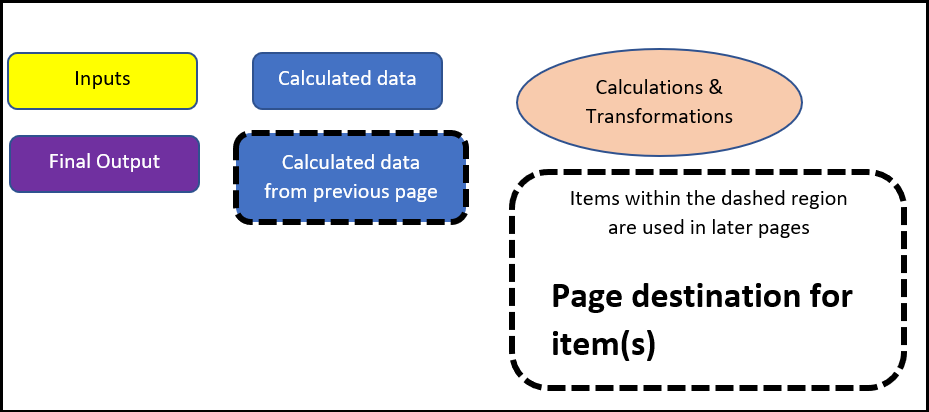 Inputs
Calculated data
Calculations &
Transformations
Final Output
Calculated data
from previous page
Items within the dashed region
are used in later pages
Page destination for
item(s)